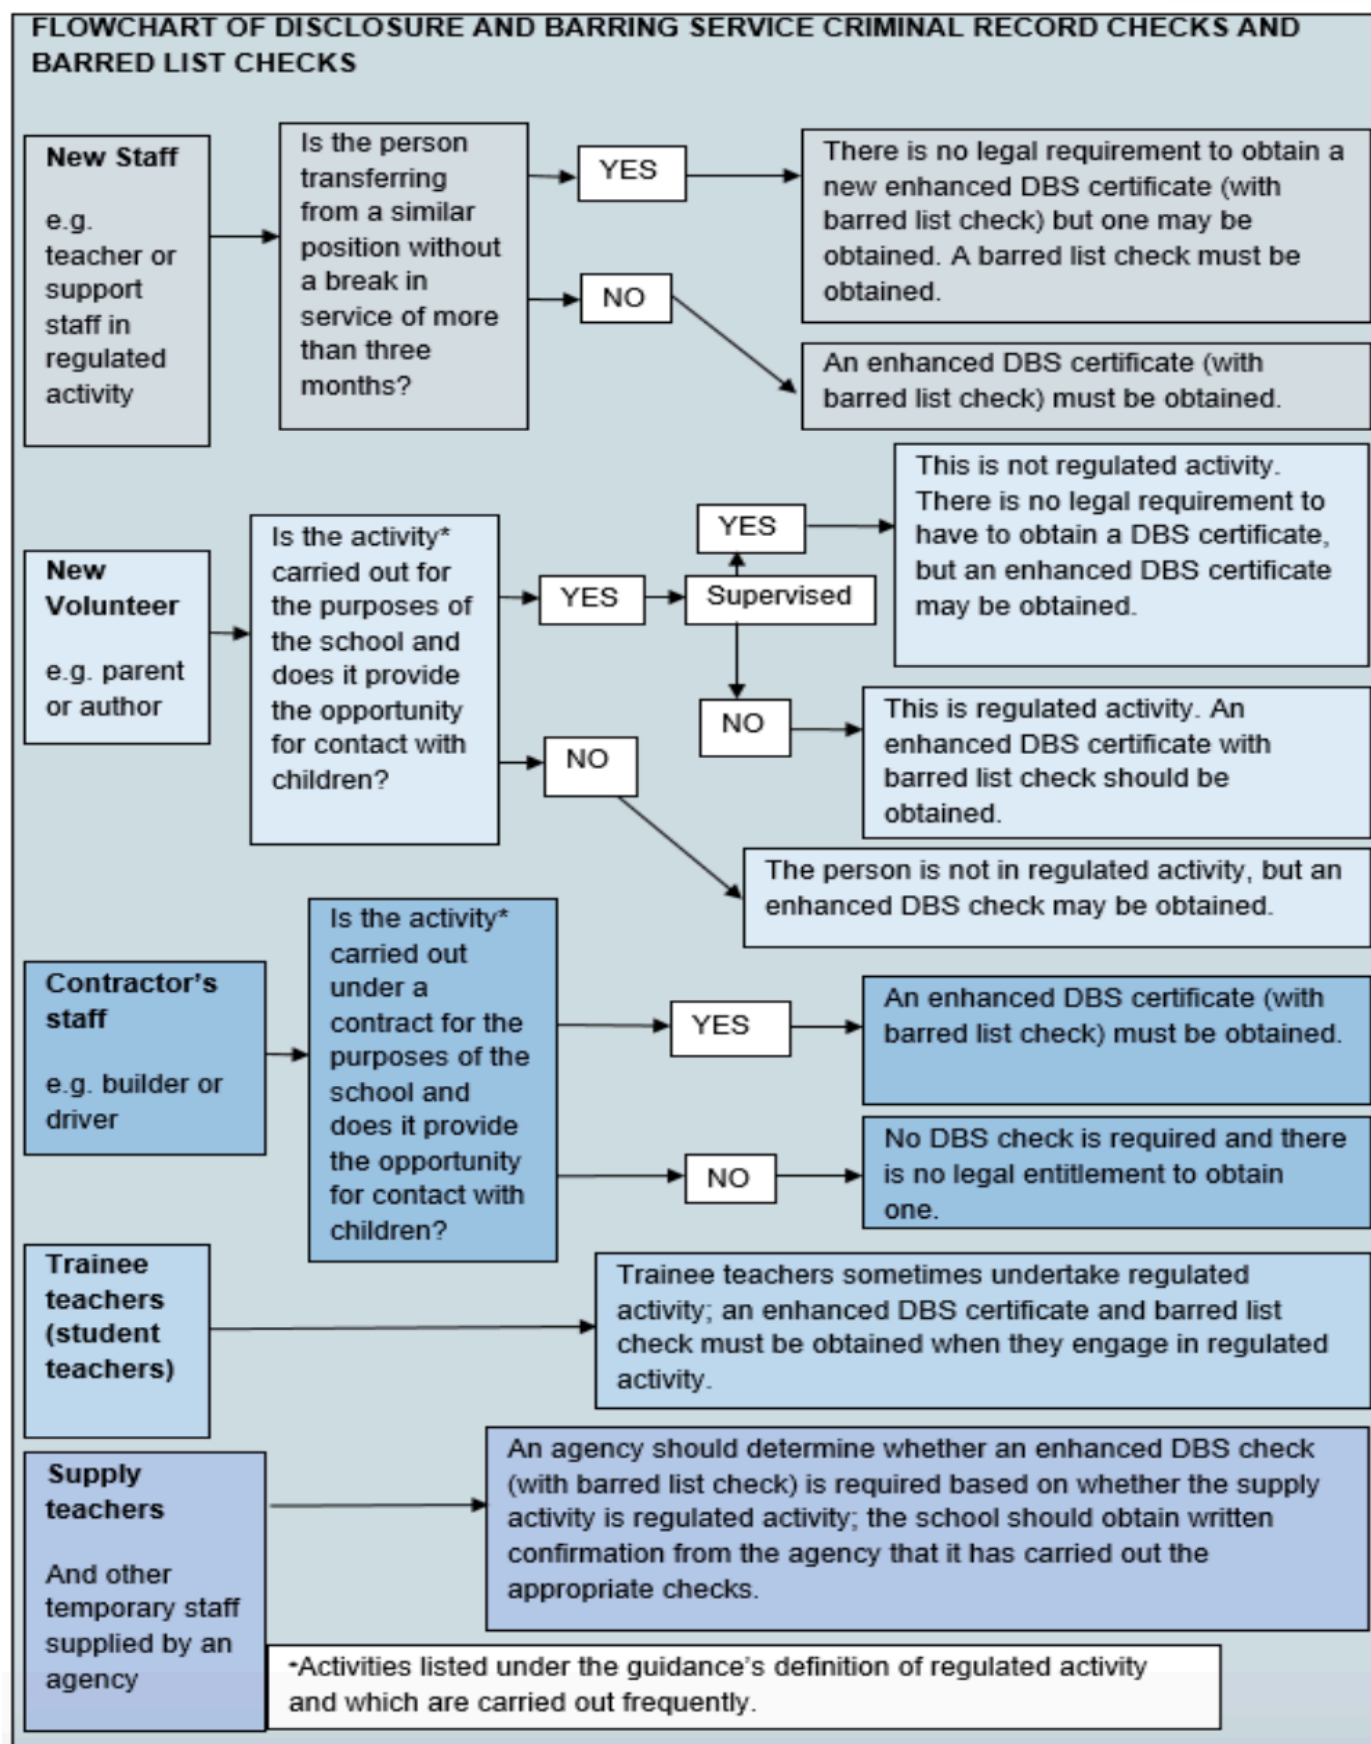 FLOWCHART OF DISCLOSURE AND BARRING SERVICE CRIMINAL RECORD CHECKS AND
BARRED LIST CHECKS
New Staff
e.g.
teacher or
support
staff in
regulated
activity
Is the person
transferring
from a similar
position without
a break in
service of more
than three
months?
YES
There is no legal requirement to obtain a
new enhanced DBS certificate (with
barred list check) but one may be
obtained. A barred list check must be
obtained.
NO
An enhanced DBS certificate (with
barred list check) must be obtained.
New
Volunteer
e.g. parent
or author
Is the activity*
carried out for
the purposes of
the school and
does it provide
the opportunity
for contact with
children?
YES
Supervised
YES
This is not regulated activity.
There is no legal requirement to
have to obtain a DBS certificate,
but an enhanced DBS certificate
may be obtained.
NO
This is regulated activity. An
enhanced DBS certificate with
barred list check should be
obtained.
NO
The person is not in regulated activity, but an
enhanced DBS check may be obtained.
Contractor's
staff
e.g. builder or
driver
Is the activity*
carried out
under a
contract for the
purposes of the
school and
does it provide
the opportunity
for contact with
children?
YES
An enhanced DBS certificate (with
barred list check) must be obtained.
NO
No DBS check is required and there
is no legal entitlement to obtain
one.
Trainee
teachers
(student
teachers)
Trainee teachers sometimes undertake regulated
activity; an enhanced DBS certificate and barred list
check must be obtained when they engage in regulated
activity.
Supply
teachers
And other
temporary staff
supplied by an
agency
An agency should determine whether an enhanced DBS check
(with barred list check) is required based on whether the supply
activity is regulated activity; the school should obtain written
confirmation from the agency that it has carried out the
appropriate checks.
*Activities listed under the guidance's definition of regulated activity
and which are carried out frequently.